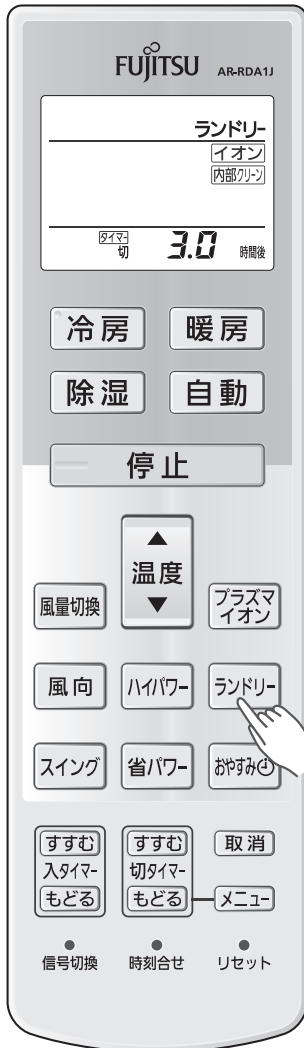 FUJITSU AR-RDA1J
ランドリー
イオン
内部クリーン
タイマー
切 3.0 時間後
冷房 暖房
除湿 自動
停止
▲
温度
▼
風量切換
プラズマ
イオン
風向 ハイパワー ランドリー
スイング 省パワー おやすみ
すすむ すすむ 取消
入タイマー 切タイマー
もどる もどる メニュー
信号切換 時刻合せ リセット